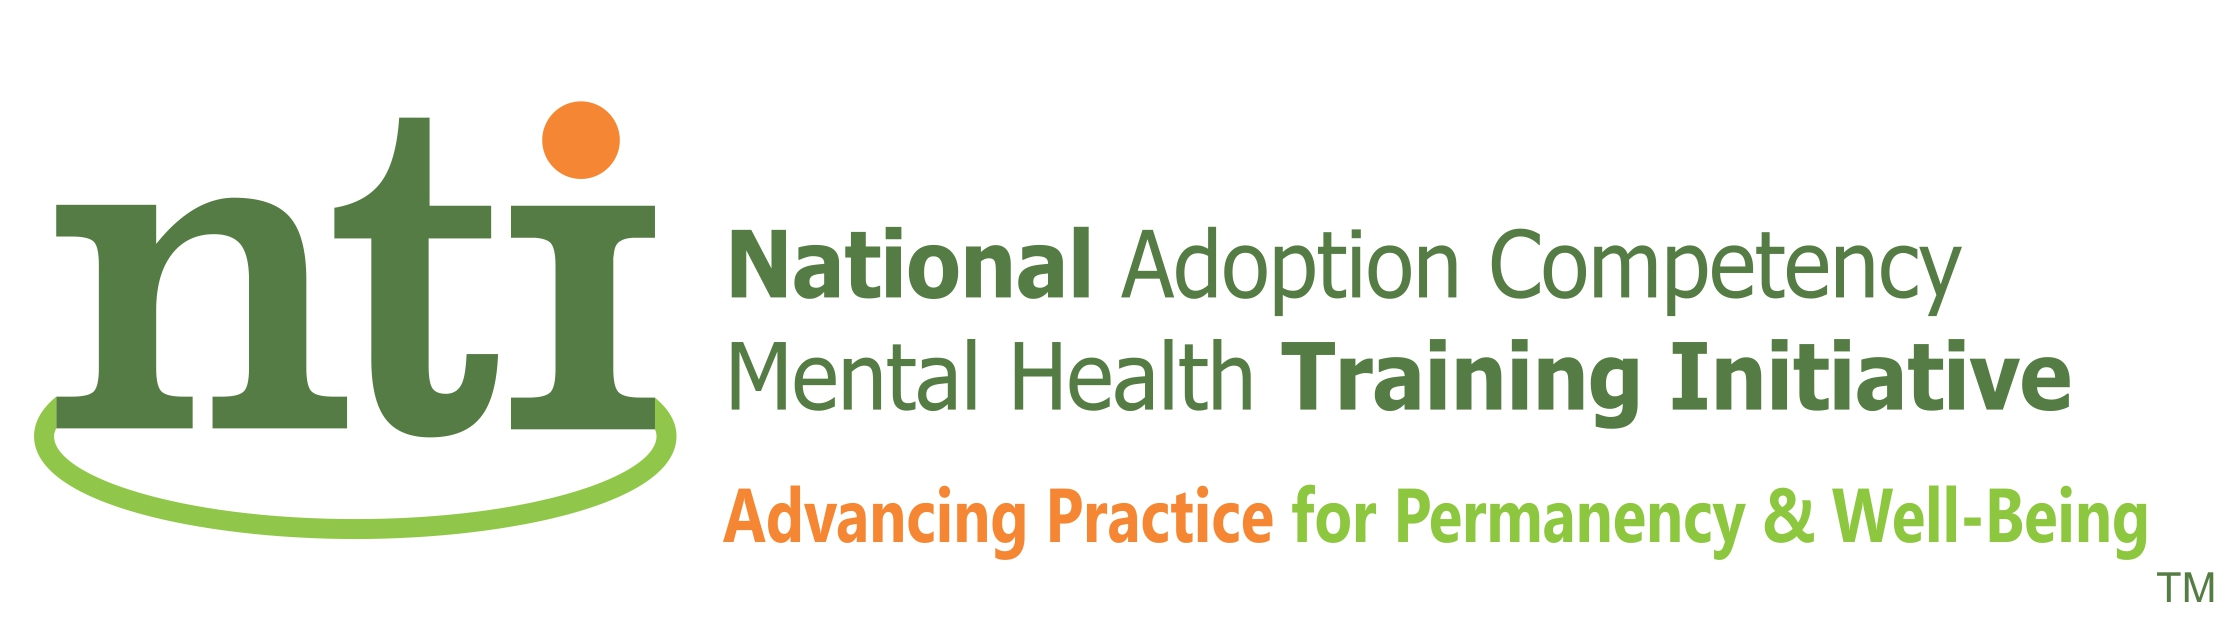 nti
National Adoption Competency
Mental Health Training Initiative
Advancing Practice for Permanency & Well-Being
TM